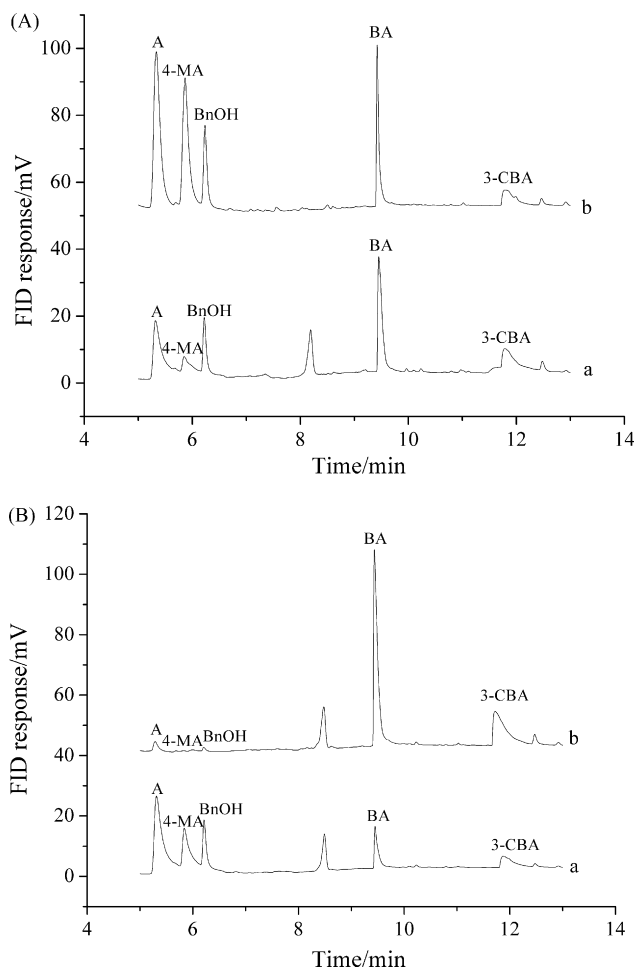 (A)
FID response/mV
100
80
60
40
20
0
A
4-MA
BnOH
BA
3-CBA
b
A
4-MA
BnOH
BA
3-CBA
a
4 6 8 10 12 14
Time/min
(B)
FID response/mV
120
100
80
60
40
20
0
BA
A
4-MA
BnOH
3-CBA
b
A
4-MA
BnOH
BA
3-CBA
a
4 6 8 10 12 14
Time/min